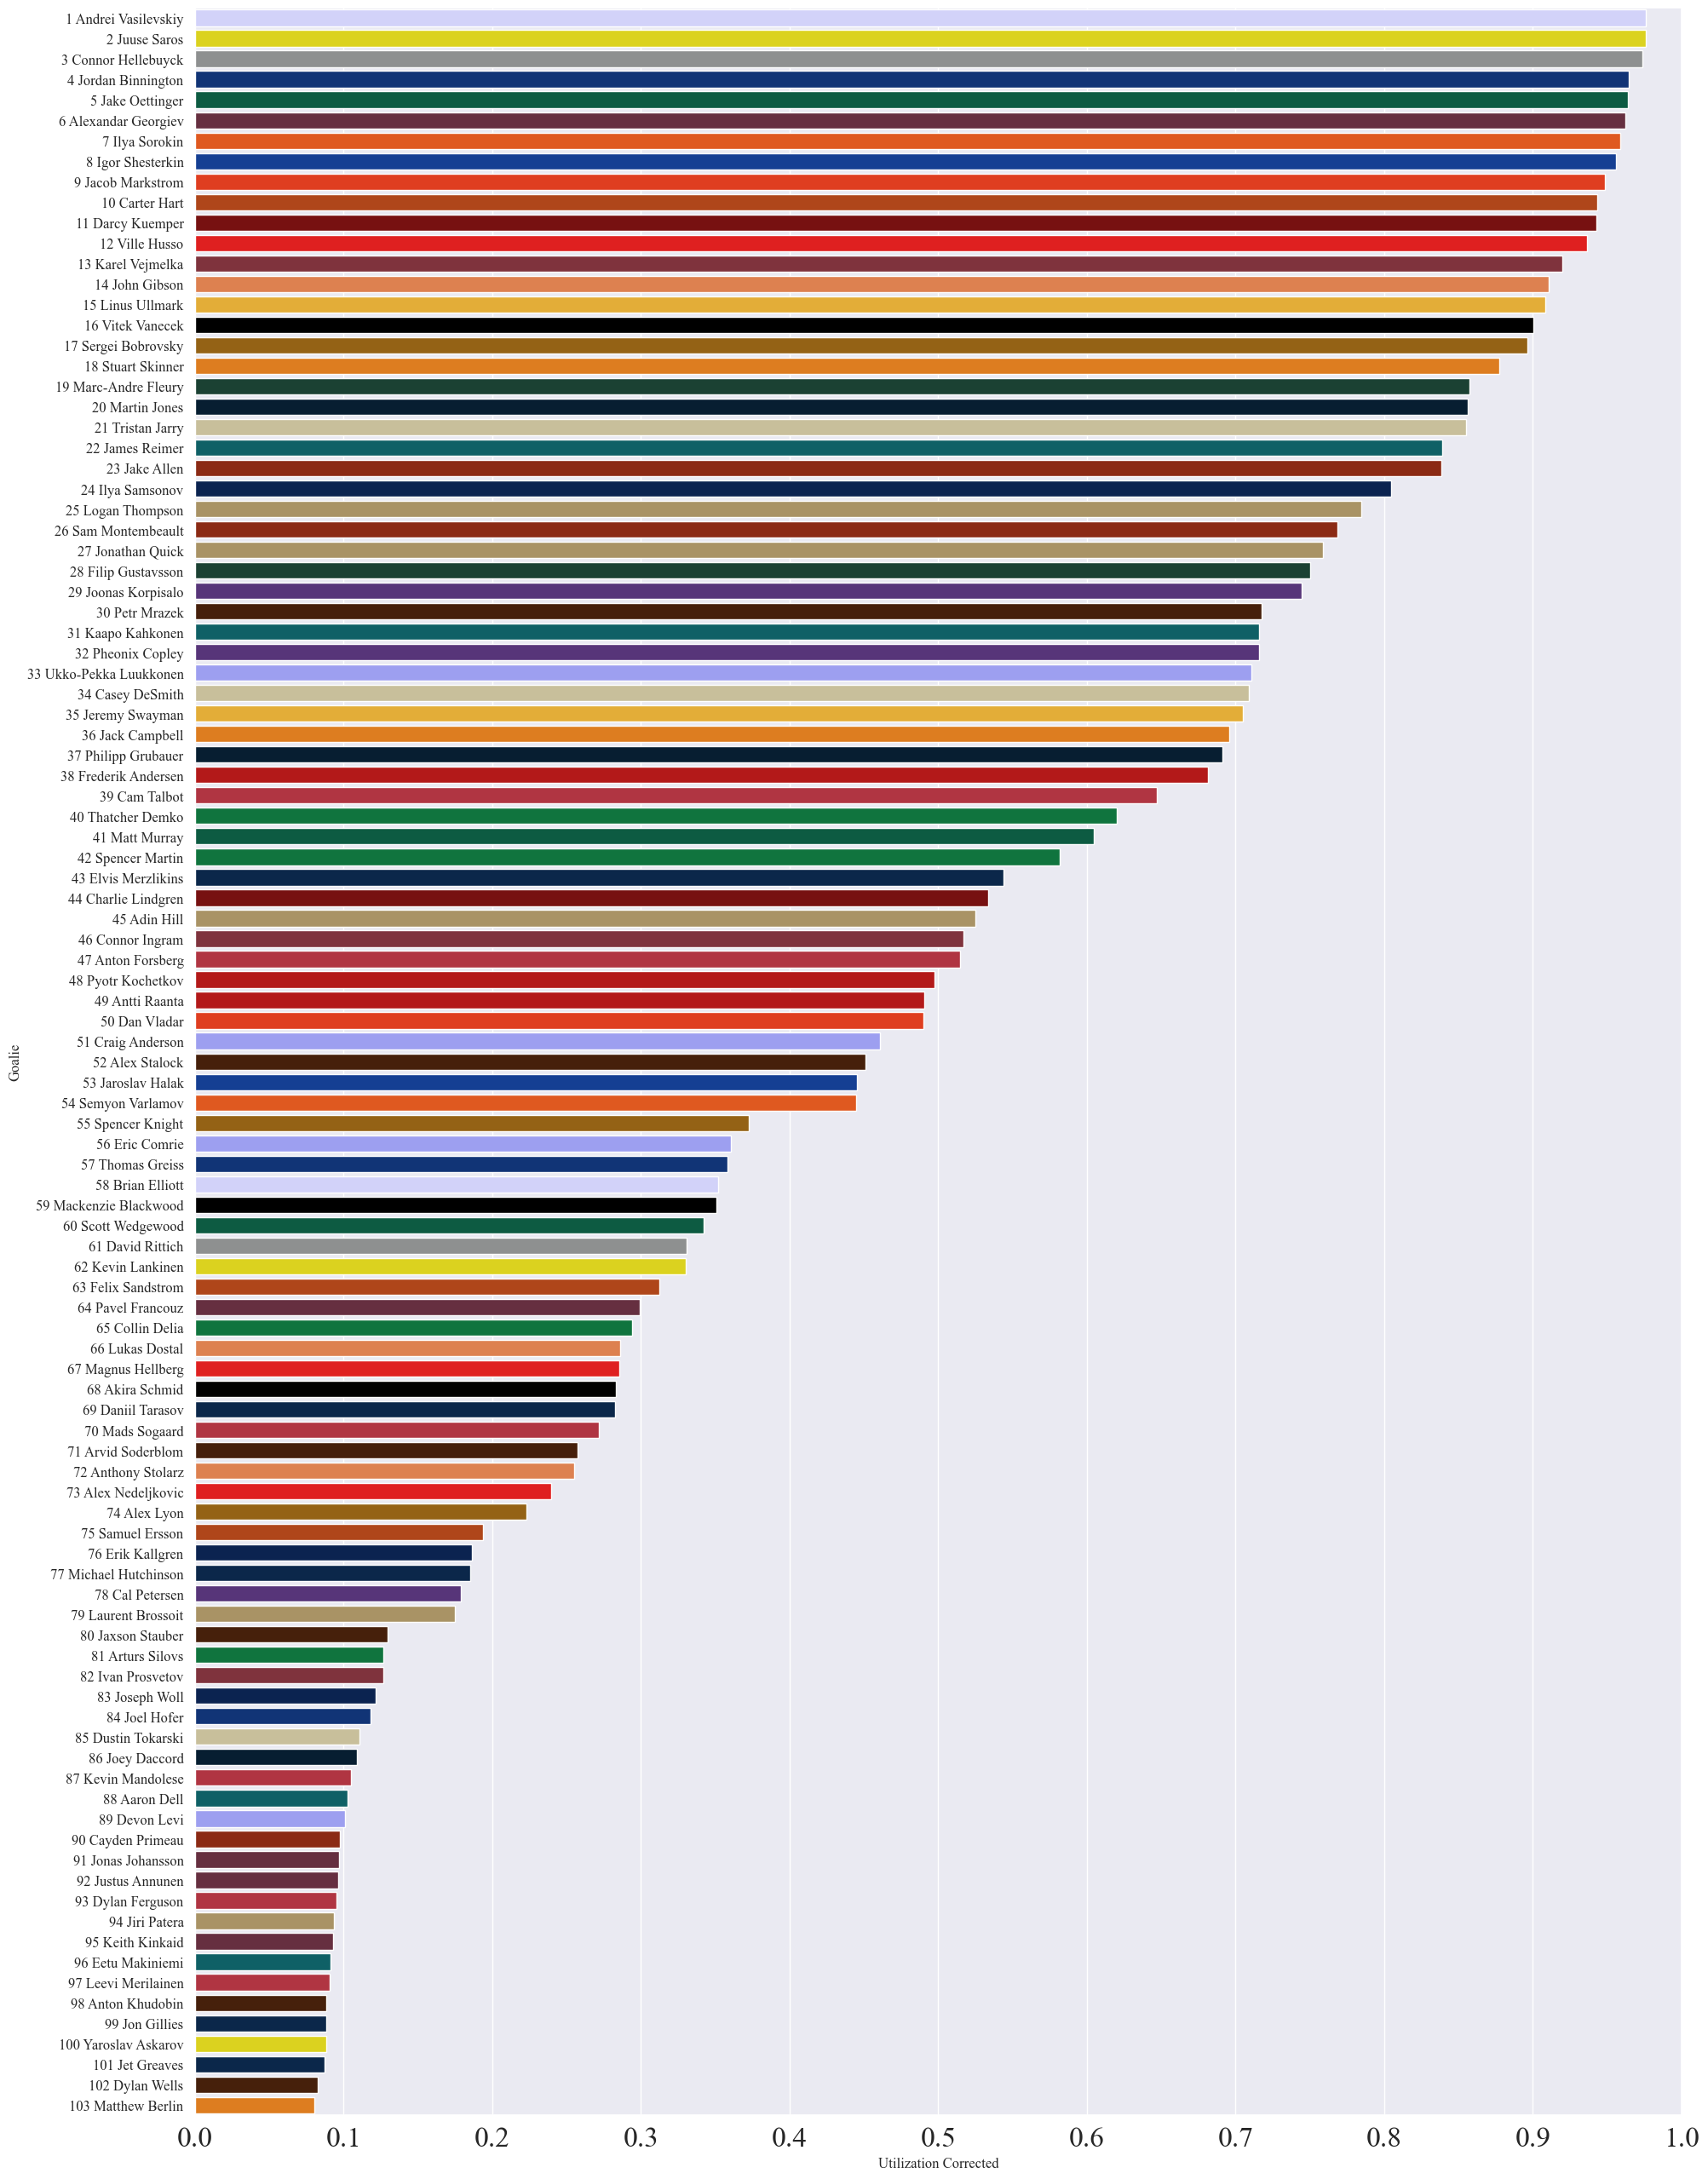 1 Andrei Vasilevskiy
2 Juuse Saros
3 Connor Hellebuyck
4 Jordan Binnington
5 Jake Oettinger
6 Alexandar Georgiev
7 Ilya Sorokin
8 Igor Shesterkin
9 Jacob Markstrom
10 Carter Hart
11 Darcy Kuemper
12 Ville Husso
13 Karel Vejmelka
14 John Gibson
15 Linus Ullmark
16 Vitek Vanecek
17 Sergei Bobrovsky
18 Stuart Skinner
19 Marc-Andre Fleury
20 Martin Jones
21 Tristan Jarry
22 James Reimer
23 Jake Allen
24 Ilya Samsonov
25 Logan Thompson
26 Sam Montembeault
27 Jonathan Quick
28 Filip Gustavsson
29 Joonas Korpisalo
30 Petr Mrazek
31 Kaapo Kahkonen
32 Pheonix Copley
33 Ukko-Pekka Luukkonen
34 Casey DeSmith
35 Jeremy Swayman
36 Jack Campbell
37 Philipp Grubauer
38 Frederik Andersen
39 Cam Talbot
40 Thatcher Demko
41 Matt Murray
42 Spencer Martin
43 Elvis Merzlikins
44 Charlie Lindgren
45 Adin Hill
46 Connor Ingram
47 Anton Forsberg
48 Pyotr Kochetkov
49 Antti Raanta
50 Dan Vladar
51 Craig Anderson
52 Alex Stalock
53 Jaroslav Halak
54 Semyon Varlamov
55 Spencer Knight
56 Eric Comrie
57 Thomas Greiss
58 Brian Elliott
59 Mackenzie Blackwood
60 Scott Wedgewood
61 David Rittich
62 Kevin Lankinen
63 Felix Sandstrom
64 Pavel Francouz
65 Collin Delia
66 Lukas Dostal
67 Magnus Hellberg
68 Akira Schmid
69 Daniil Tarasov
70 Mads Sogaard
71 Arvid Soderblom
72 Anthony Stolarz
73 Alex Nedeljkovic
74 Alex Lyon
75 Samuel Ersson
76 Erik Kallgren
77 Michael Hutchinson
78 Cal Petersen
79 Laurent Brossoit
80 Jaxson Stauber
81 Arturs Silovs
82 Ivan Prosvetov
83 Joseph Woll
84 Joel Hofer
85 Dustin Tokarski
86 Joey Daccord
87 Kevin Mandolese
88 Aaron Dell
89 Devon Levi
90 Cayden Primeau
91 Jonas Johansson
92 Justus Annunen
93 Dylan Ferguson
94 Jiri Patera
95 Keith Kinkaid
96 Eetu Makiniemi
97 Leevi Merilainen
98 Anton Khudobin
99 Jon Gillies
100 Yaroslav Askarov
101 Jet Greaves
102 Dylan Wells
103 Matthew Berlin
Goalie
0.0 0.1 0.2 0.3 0.4 0.5 0.6 0.7 0.8 0.9 1.0
Utilization Corrected